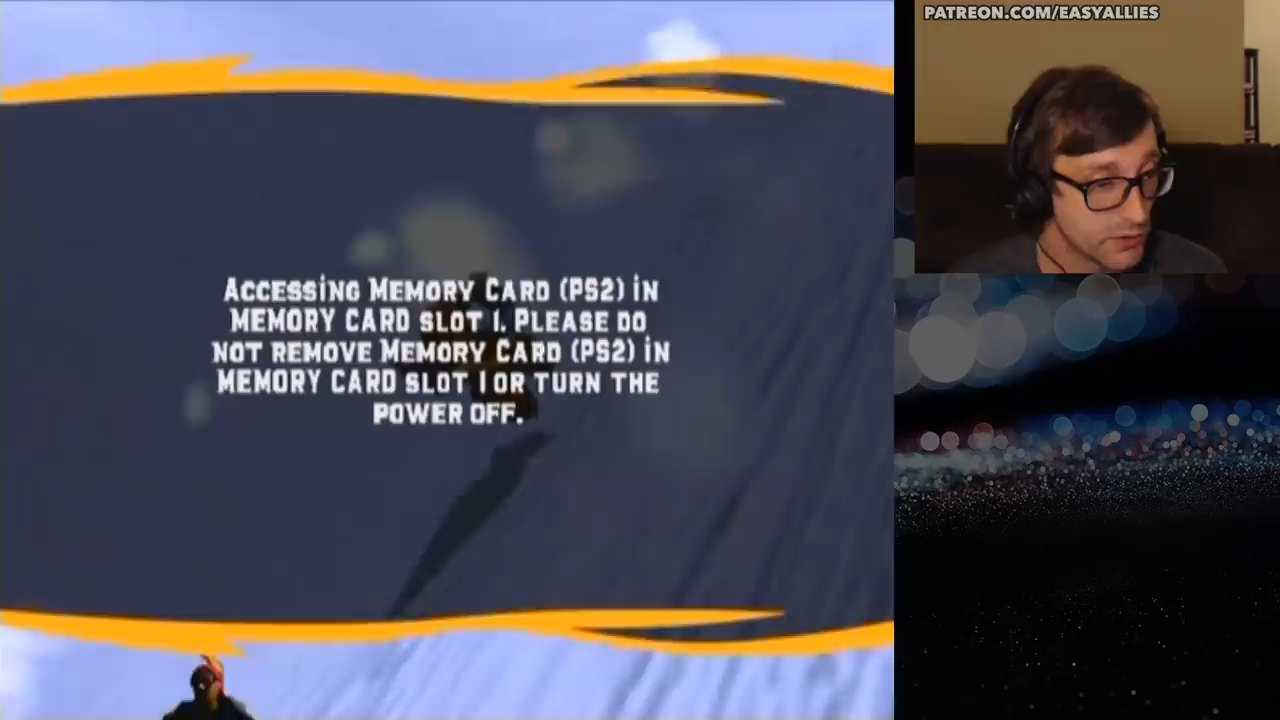 PATREON.COM/EASYALLIES
Accessing Memory Card (PS2) in
MEMORY CARD slot 1. Please do
not remove Memory Card (PS2) in
MEMORY CARD slot 1 or turn the
power off.